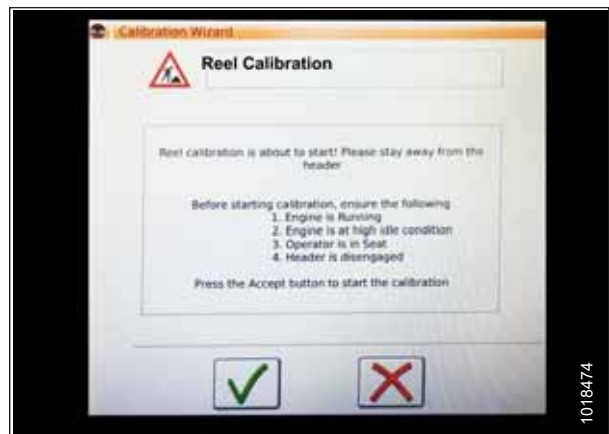 Calibration Wizard
Reel Calibration
Reel calibration is about to start! Please stay away from the
header
Before starting calibration, ensure the following
1. Engine is Running
2. Engine is at high idle condition
3. Operator is in Seat
4. Header is disengaged
Press the Accept button to start the calibration
1018474